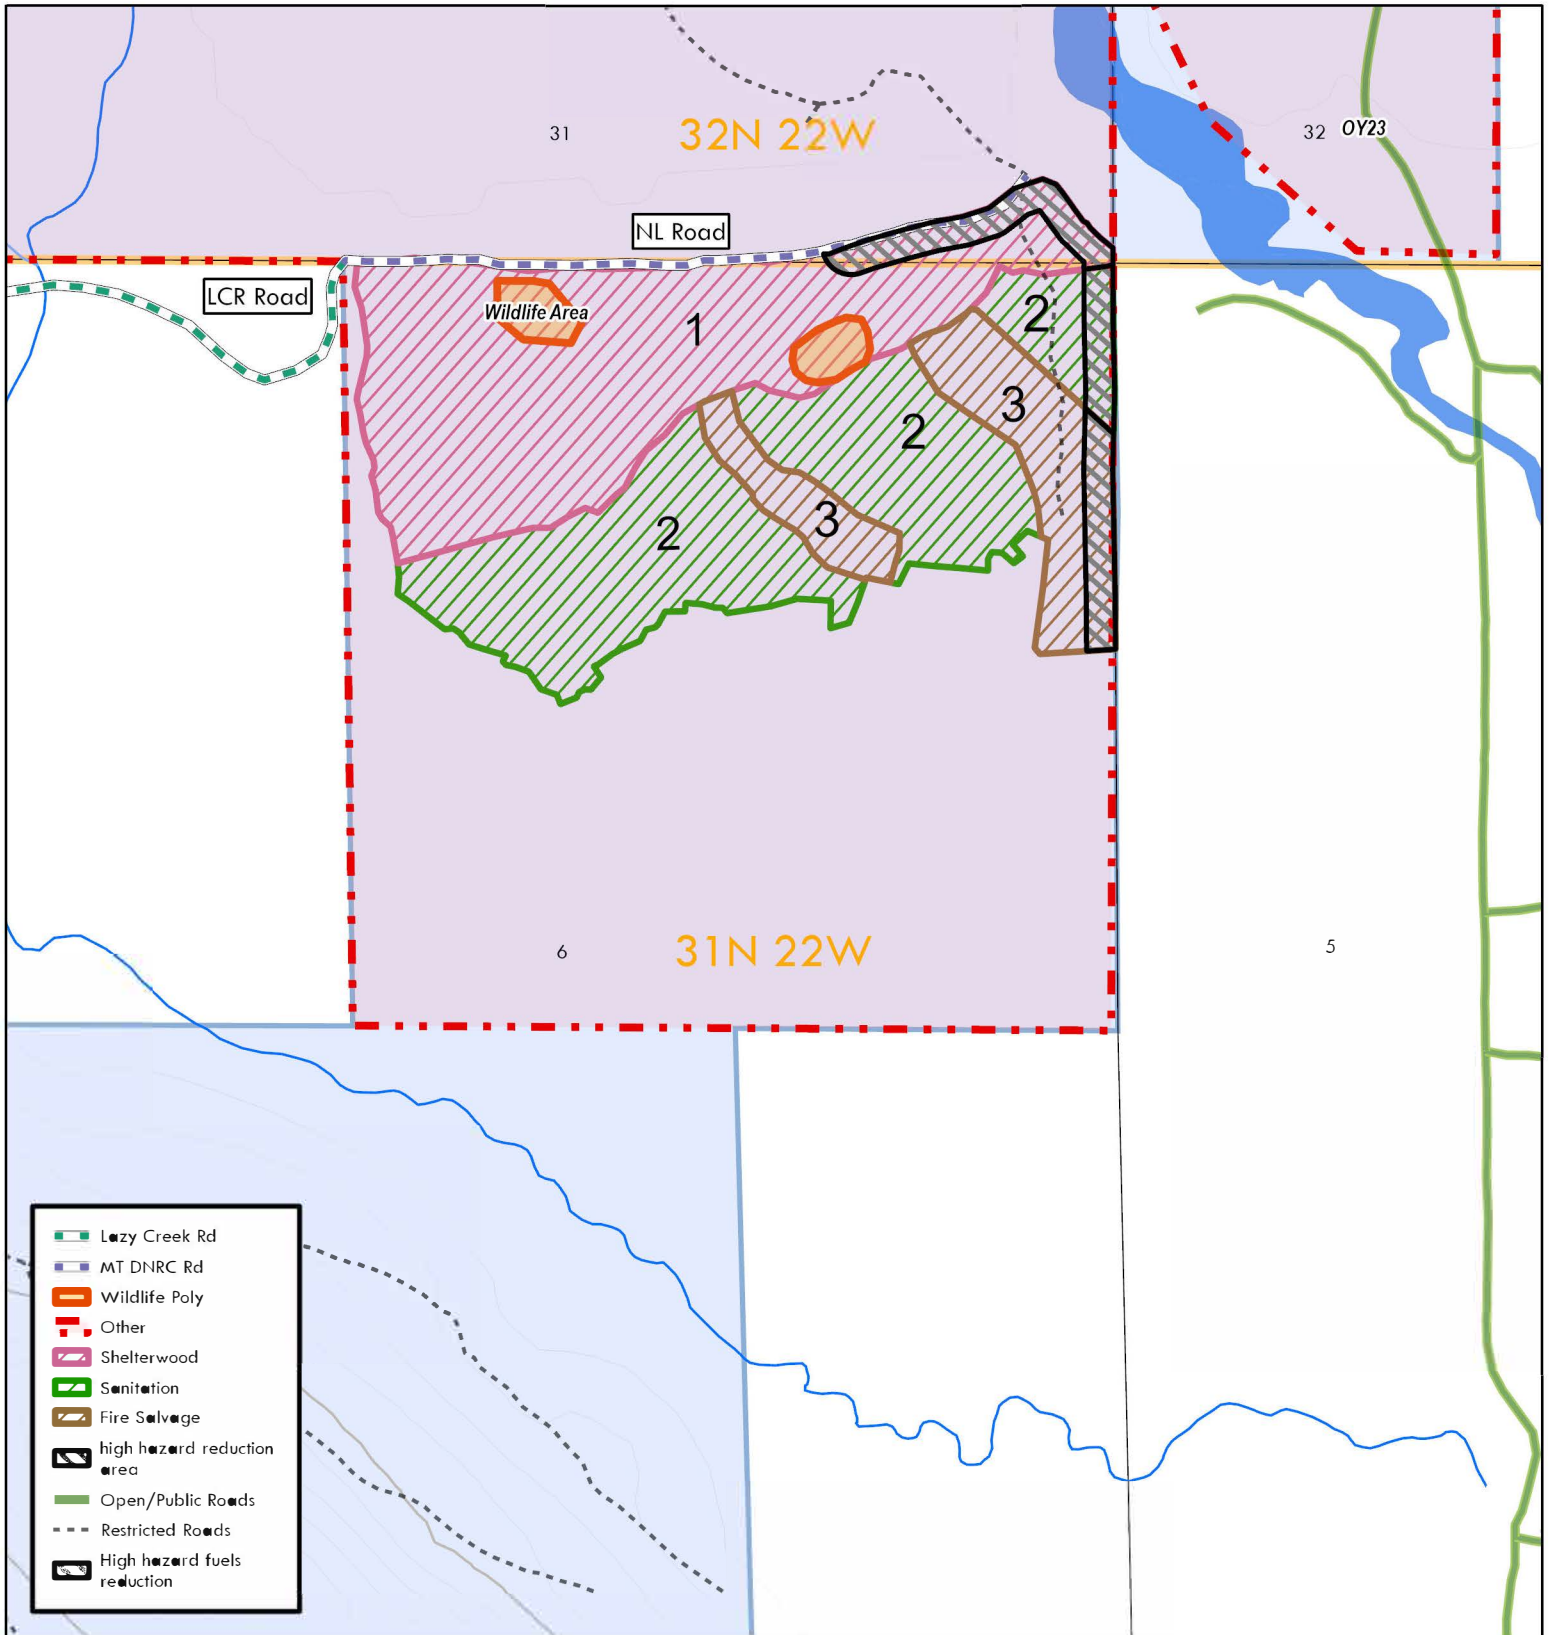 31
32N 22W
32
OY23
NL Road
LCR Road
Wildlife Area
1
2
3
2
3
2
6
31N 22W
5
Lazy Creek Rd
MT DNRC Rd
Wildlife Poly
Other
Shelterwood
Sanitation
Fire Salvage
high hazard reduction
area
Open/Public Roads
Restricted Roads
High hazard fuels
reduction